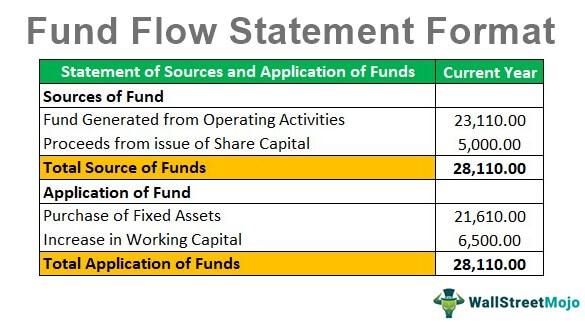 Fund Flow Statement Format
Statement of Sources and Application of Funds Current Year
Sources of Fund
Fund Generated from Operating Activities 23,110.00
Proceeds from issue of Share Capital 5,000.00
Total Source of Funds 28,110.00
Application of Fund
Purchase of Fixed Assets 21,610.00
Increase in Working Capital 6,500.00
Total Application of Funds 28,110.00
WallStreetMojo